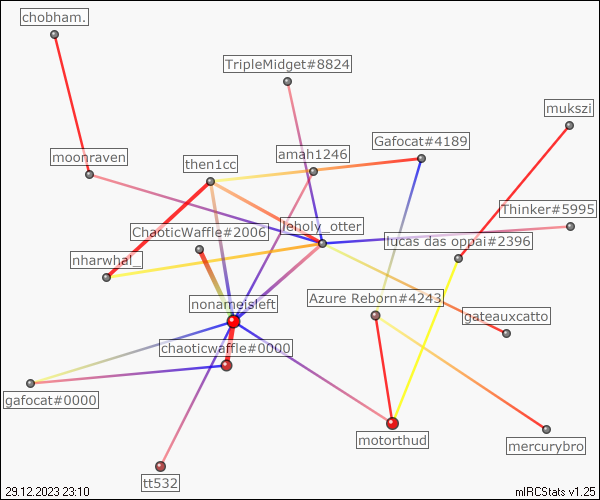 chobham.
TripleMidget#8824
mukszi
Gafocat#4189
amah1246
moonraven
then1cc
Thinker#5995
leholy_otter
ChaoticWaffle#2006
lucas das oppai#2396
nharwhal_
nonameisleft
Azure Reborn#4243
gateauxcatto
chaoticwaffle#0000
gafocat#0000
motorthud
mercurybro
tt532
29.12.2023 23:10
mIRCStats v1.25